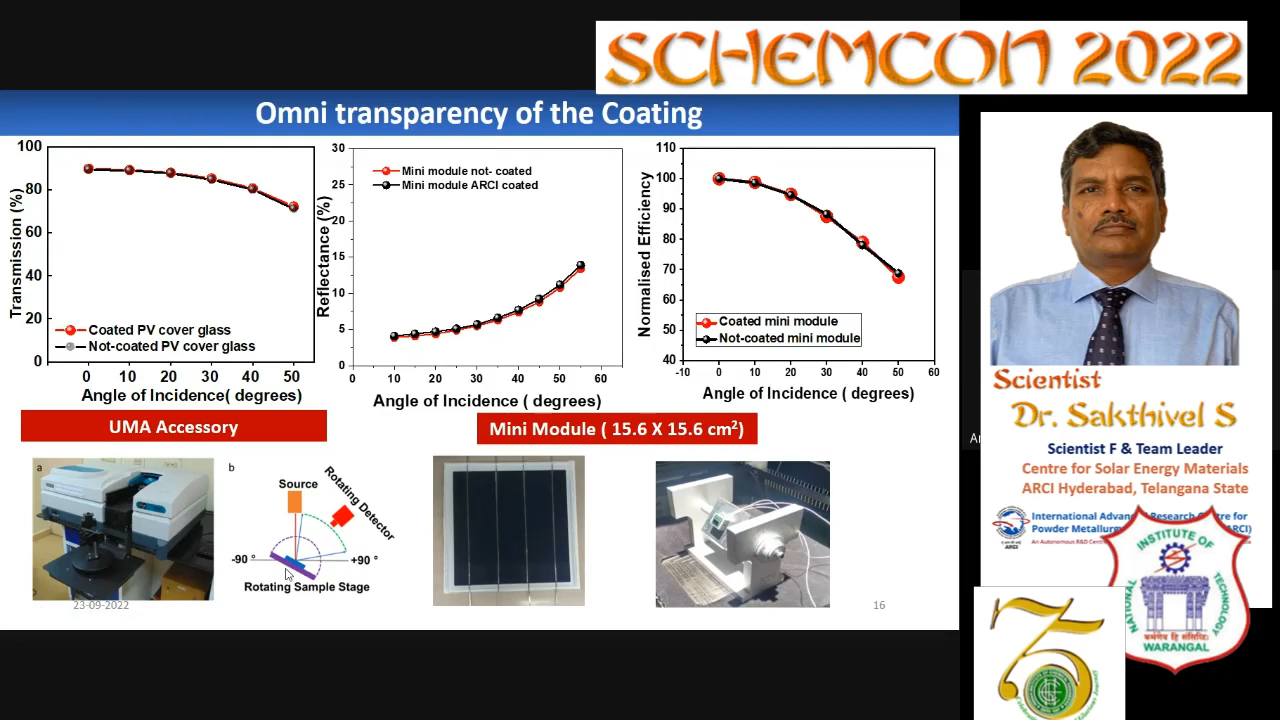 SCHEMCON 2022
Omni transparency of the Coating
100
80
60
40
20
0
Transmission (%)
Coated PV cover glass
Not-coated PV cover glass
0 10 20 30 40 50
Angle of Incidence( degrees)
30
25
20
15
10
5
0
Reflectance (%)
Mini module not- coated
Mini module ARCI coated
0 10 20 30 40 50 60
Angle of Incidence ( degrees)
110
100
90
80
70
60
50
40
Normalised Efficiency
Coated mini module
Not-coated mini module
-10 0 10 20 30 40 50 60
Angle of Incidence ( degrees)
UMA Accessory
Mini Module ( 15.6 X 15.6 cm²)
a
b
Source
Rotating Detector
-90 °
+90 °
Rotating Sample Stage
23-09-2022
16
Scientist
Dr. Sakthivel S
Scientist F & Team Leader
Centre for Solar Energy Materials
ARCI Hyderabad, Telangana State
International Advanced Research Centre for
Powder Metallurgy
ARCI
An Autonomous R&D
INSTITUTE OF
NATIONAL
TECHNOLOGY
WARANGAL
75